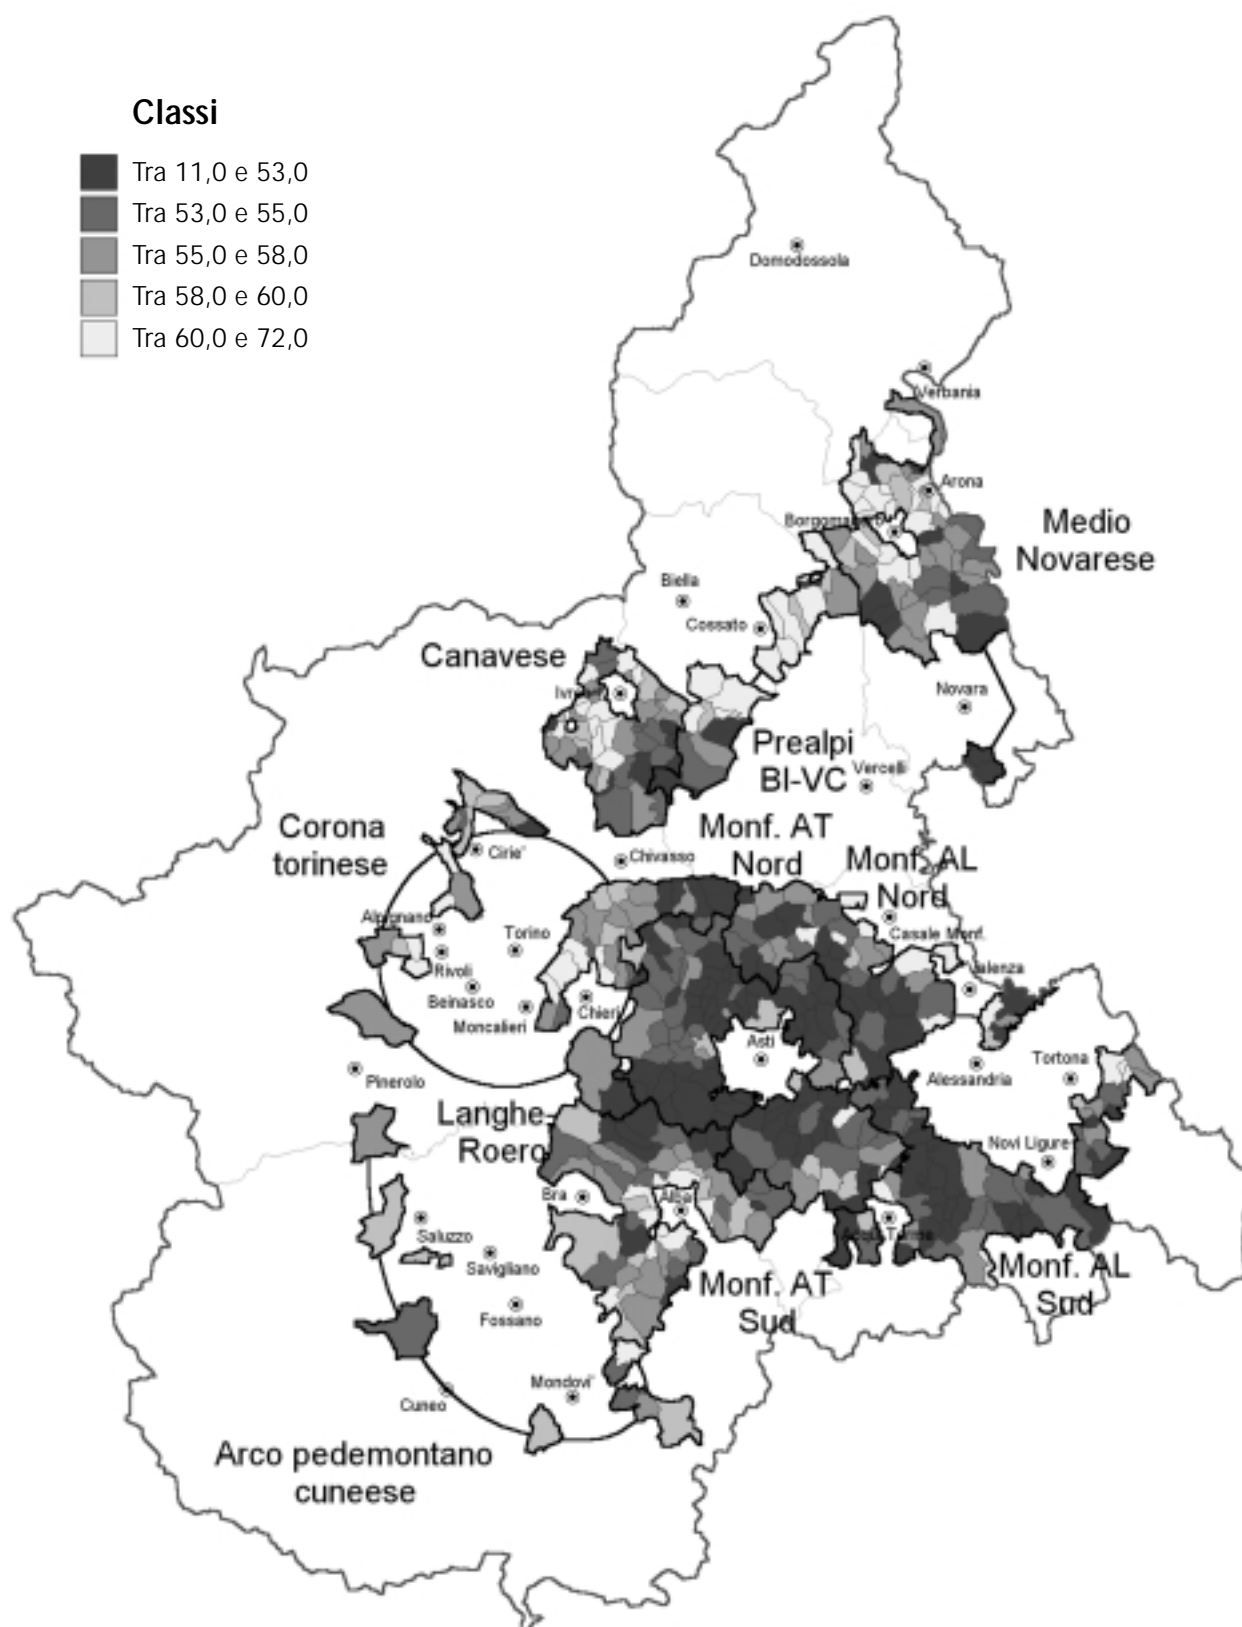 Classi
Tra 11,0 e 53,0
Tra 53,0 e 55,0
Tra 55,0 e 58,0
Tra 58,0 e 60,0
Tra 60,0 e 72,0
Domodossola
Verbania
Arona
Medio
Novarese
Biella
Cossato
Canavese
Novara
Prealpi
BI-VC
Vercelli
Corona
torinese
Cirie'
Chivasso
Monf. AT
Nord
Monf. AL
Nord
Casale Monf.
Alpignano
Torino
Rivoli
Beinasco
Moncalieri
Chieri
Valenza
Asti
Alessandria
Tortona
Pinerolo
Langhe-
Roero
Novi Ligure
Bra
Alba
Saluzzo
Savigliano
Fossano
Monf. AT
Sud
Monf. AL
Sud
Cuneo
Mondovi'
Arco pedemontano
cuneese